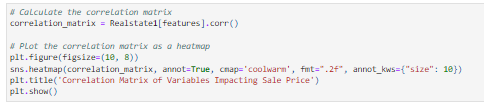 # Calculate the correlation matrix
correlation_matrix = Realstate1[features].corr()
# Plot the correlation matrix as a heatmap
plt.figure(figsize=(10, 8))
sns.heatmap(correlation_matrix, annot=True, cmap='coolwarm', fmt=".2f", annot_kws={"size": 10})
plt.title('Correlation Matrix of Variables Impacting Sale Price')
plt.show()